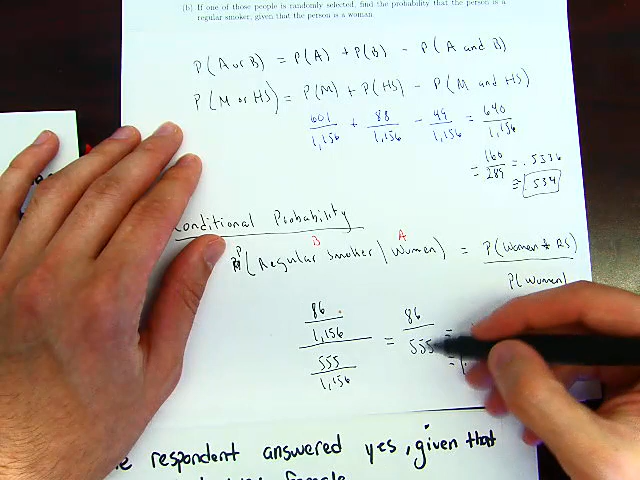 (b) If one of those people is randomly selected, find the probability that the person is a
regular smoker, given that the person is a woman
P(A or B) = P(A) + P(B) - P(A and B)
P(M or HS) = P(M) + P(HS) - P(M and HS)
601/1,156 + 88/1,156 - 49/1,156 = 640/1,156
= 160/289 = .5536
≅ .534
Conditional Probability
B A
P(Regular Smoker | Women) = P(Women * RS)/P(Women)
86/1,156 / 555/1,156 = 86/555
respondent answered yes, given that